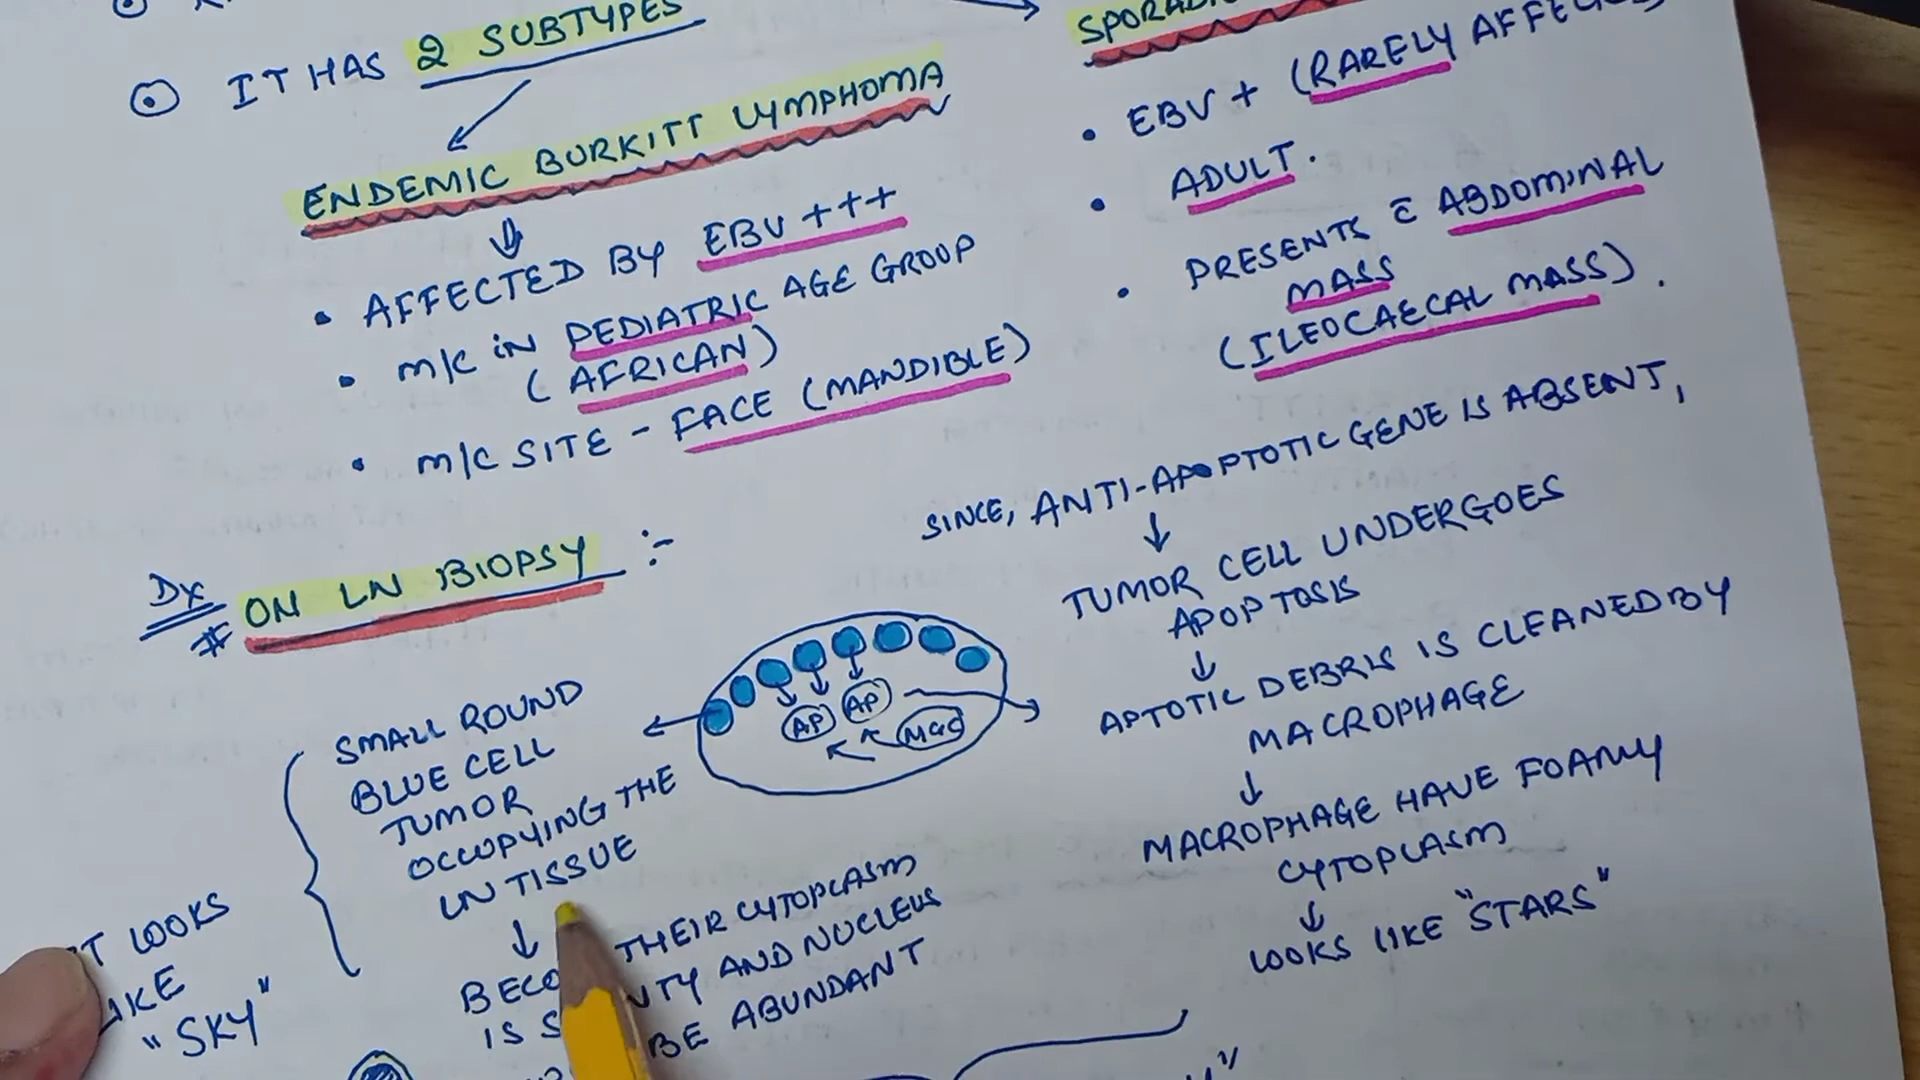 IT HAS 2 SUBTYPES
ENDEMIC BURKITT LYMPHOMA
• AFFECTED BY EBV +++
• M/C IN PEDIATRIC AGE GROUP
(AFRICAN)
• M/C SITE - FACE (MANDIBLE)
• EBV + (RARELY
• ADULT.
• PRESENTS C̄ ABDOMINAL
MASS
(ILEOCAECAL MASS).
Dx
# ON LN BIOPSY :-
SMALL ROUND
BLUE CELL
TUMOR
OCCUPYING THE
LN TISSUE
↓
THEIR CYTOPLASM
AND NUCLEUS
IS
BE ABUNDANT
LOOKS
"SKY"
AP
AP
MAC
SINCE, ANTI-APOPTOTIC GENE IS ABSENT,
↓
TUMOR CELL UNDERGOES
APOPTOSIS
↓
APTOTIC DEBRIS IS CLEANED BY
MACROPHAGE
↓
MACROPHAGE HAVE FOAMY
CYTOPLASM
↓
LOOKS LIKE "STARS"